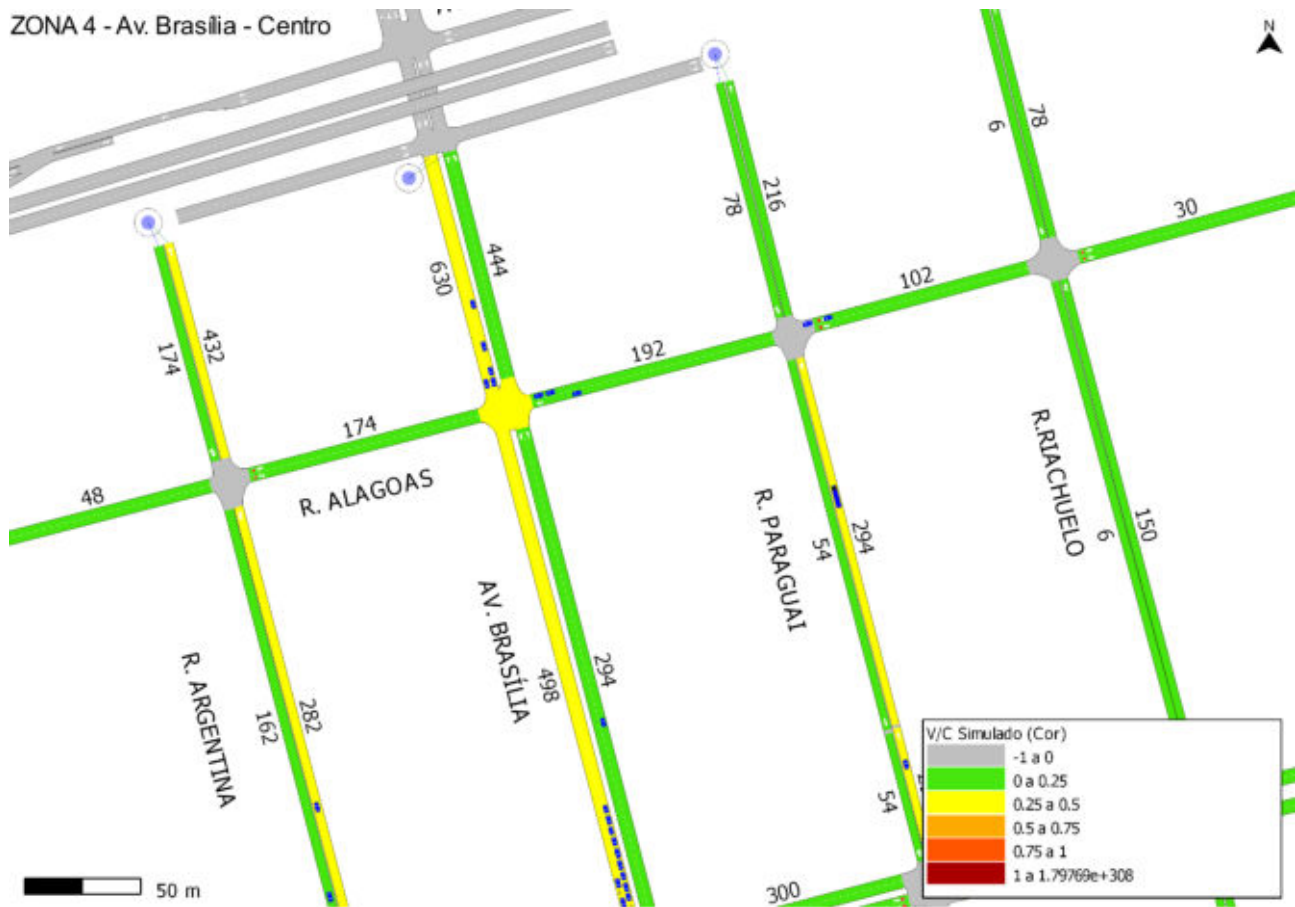 ZONA 4 - Av. Brasília - Centro
N
78
6
216
78
30
444
630
102
432
174
192
174
R. ALAGOAS
48
R.RIACHUELO
R. PARAGUAI
294
54
150
6
AV. BRASÍLIA
294
498
R. ARGENTINA
282
162
54
300
V/C Simulado (Cor)
-1 a 0
0 a 0.25
0.25 a 0.5
0.5 a 0.75
0.75 a 1
1 a 1.79769e+308
50 m